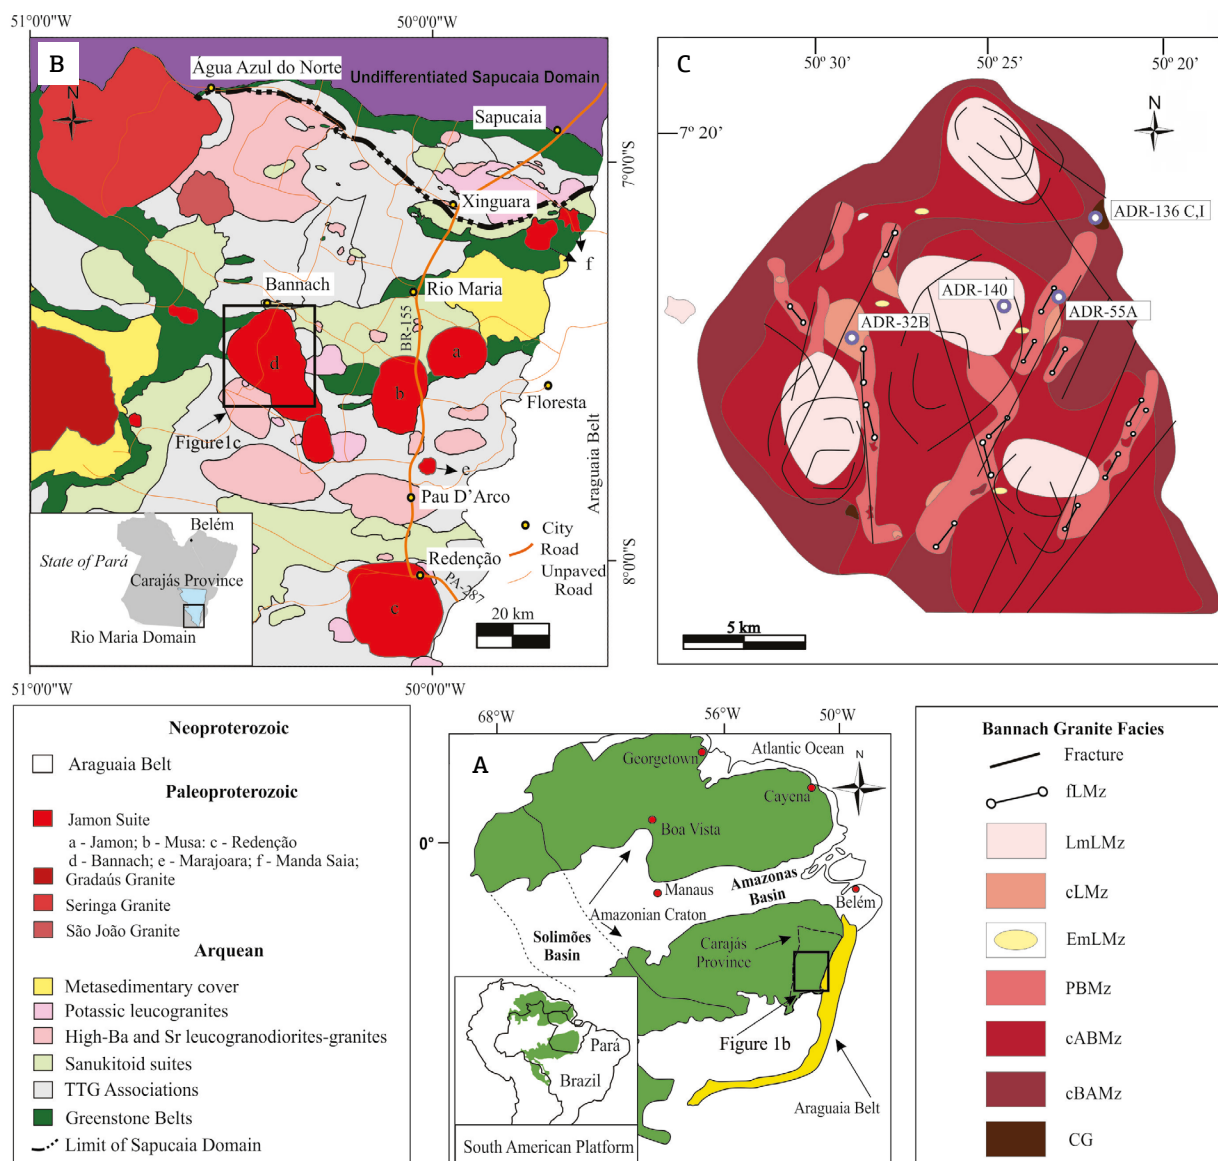 51°0'0"W
50°0'0"W
B
Água Azul do Norte
Undifferentiated Sapucaia Domain
N
Sapucaia
7°0'0"S
Xinguara
f
Bannach
Rio Maria
BR-155
a
d
b
Floresta
Figure1c
Araguaia Belt
e
Pau D'Arco
City
Road
Unpaved
Road
Redenção
PA-287
8°0'0"S
c
20 km
Belém
State of Pará
Carajás Province
Rio Maria Domain
51°0'0"W
50°0'0"W
C
50° 30
50° 25
50° 20
7° 20’
N
ADR-136 C,I
ADR-140
ADR-55A
ADR-32B
5 km
Neoproterozoic
Araguaia Belt
Paleoproterozoic
Jamon Suite
a - Jamon; b - Musa: c - Redenção
d - Bannach; e - Marajoara; f - Manda Saia;
Gradaús Granite
Seringa Granite
São João Granite
Arquean
Metasedimentary cover
Potassic leucogranites
High-Ba and Sr leucogranodiorites-granites
Sanukitoid suites
TTG Associations
Greenstone Belts
Limit of Sapucaia Domain
68°W
56°W
50°W
A
Georgetown
Atlantic Ocean
N
Cayena
0°
Boa Vista
Manaus
Amazonas
Basin
Belém
Amazonian Craton
Solimões
Basin
Carajás
Province
Figure 1b
Pará
Brazil
Araguaia Belt
South American Platform
Bannach Granite Facies
Fracture
fLMz
LmLMz
cLMz
EmLMz
PBMz
cABMz
cBAMz
CG